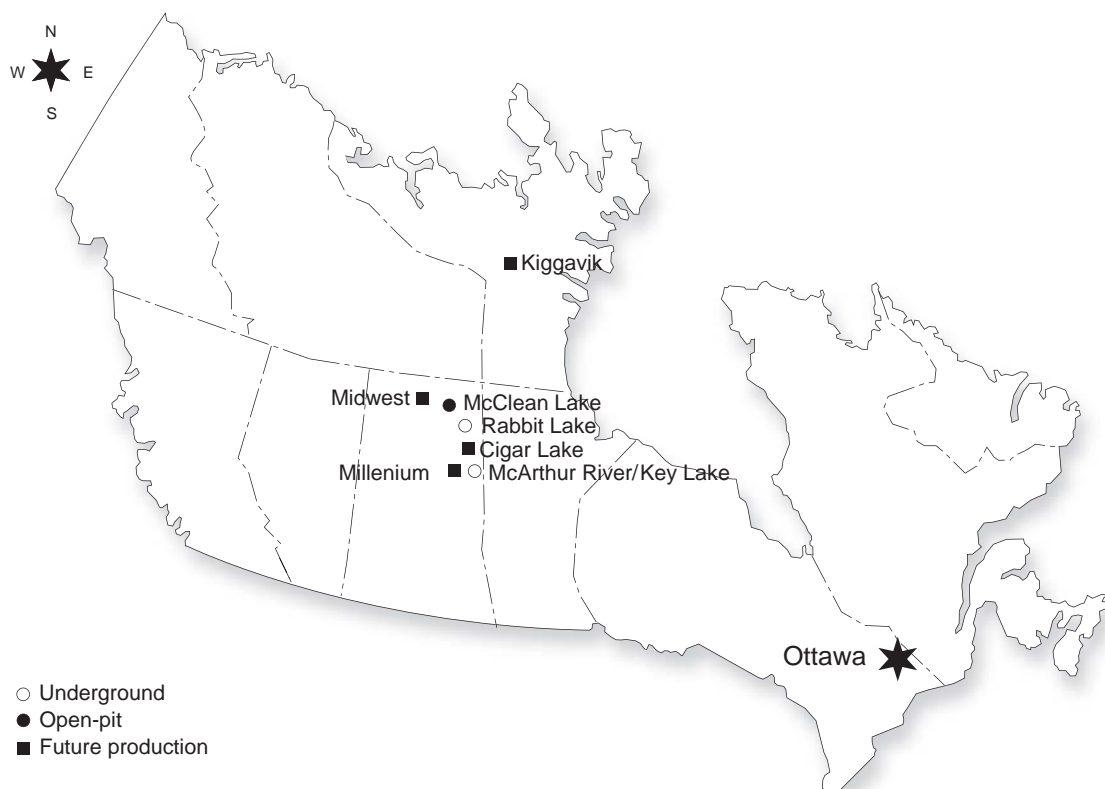 N
W E
S
Kiggavik
Midwest
McClean Lake
Rabbit Lake
Cigar Lake
Millenium
McArthur River/Key Lake
Ottawa
Underground
Open-pit
Future production